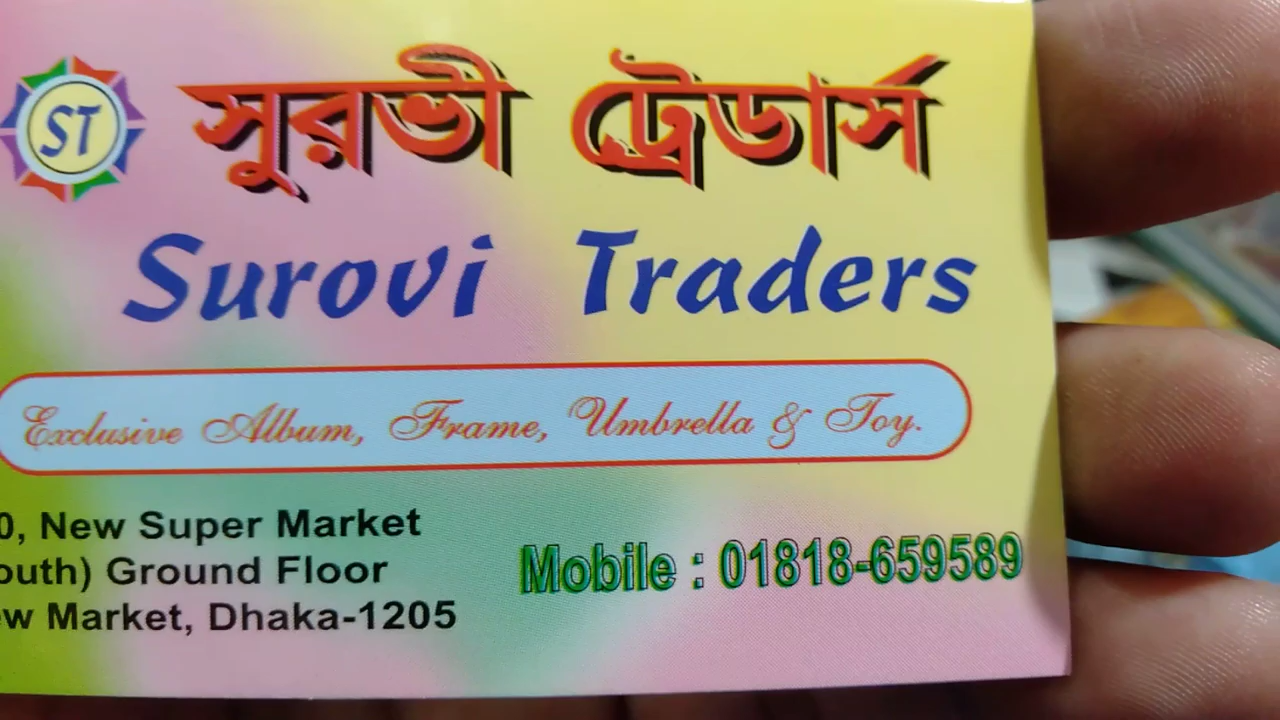 ST
সুরভী ট্রেডার্স
Surovi Traders
Exclusive Album, Frame, Umbrella & Toy.
0, New Super Market
outh) Ground Floor
ew Market, Dhaka-1205
Mobile : 01818-659589